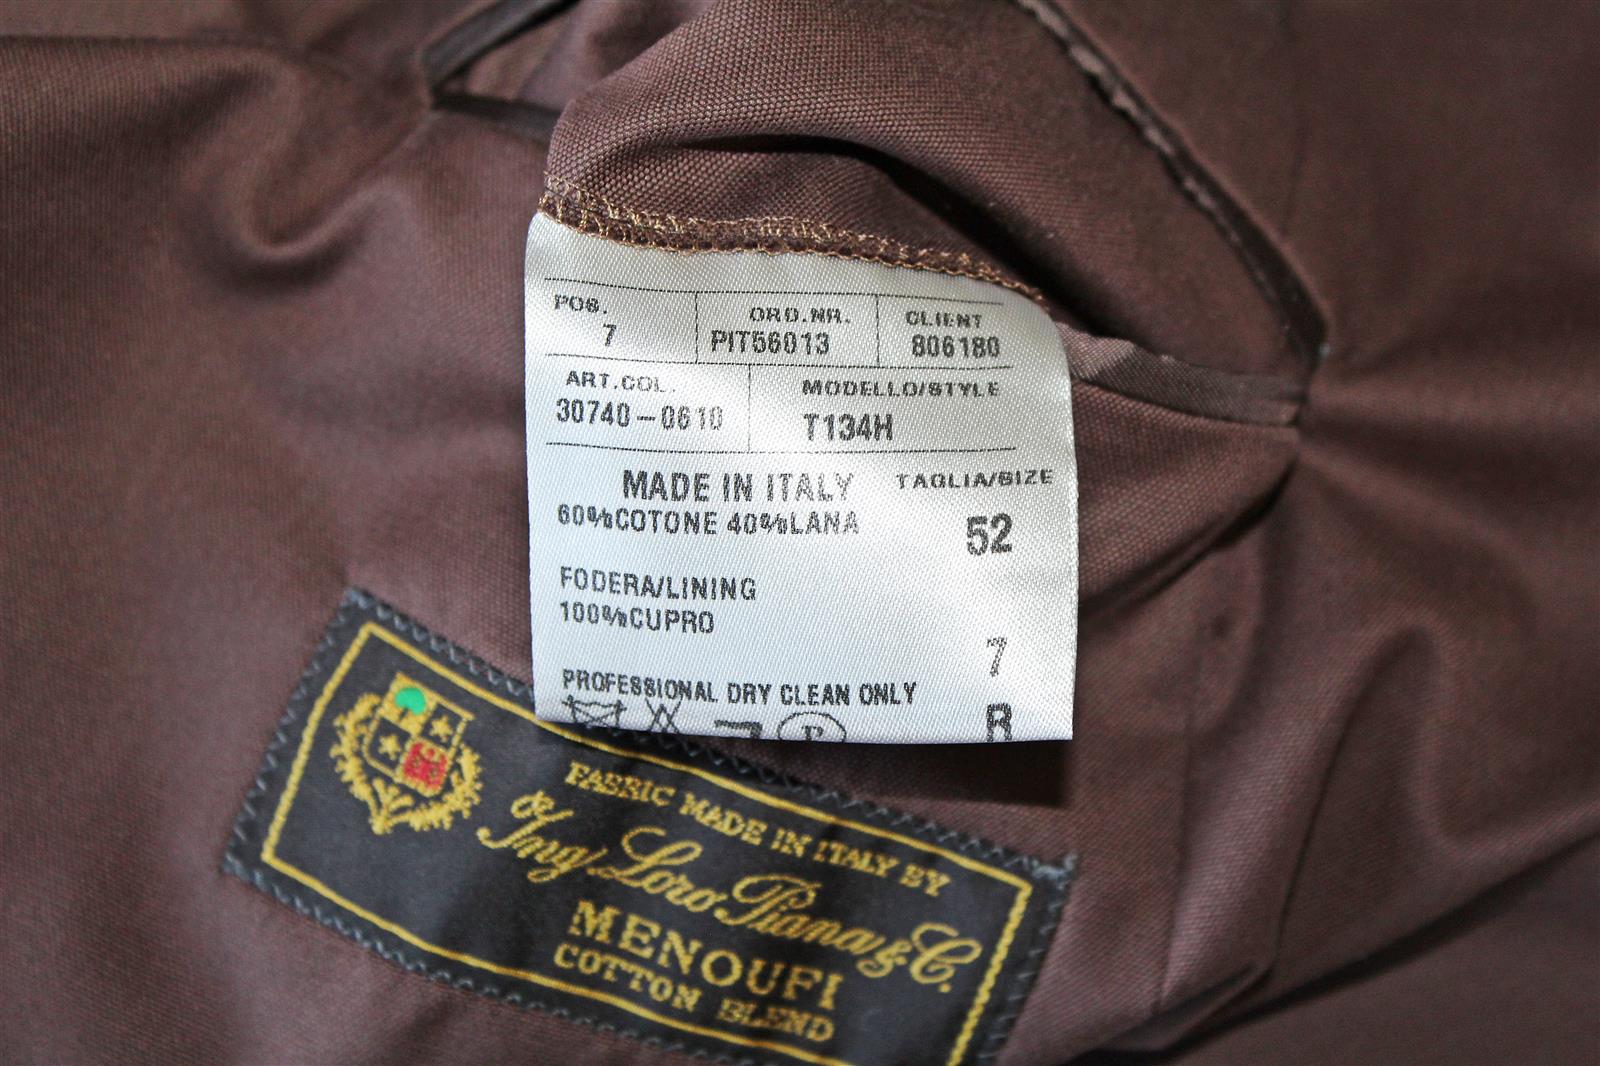 POS. ORD.NR. CLIENT
7 PIT56013 806180
ART.COL. MODELLO/STYLE
30740-0610 T134H
MADE IN ITALY TAGLIA/SIZE
60%COTONE 40%LANA 52
FODERA/LINING
100%CUPRO
7
PROFESSIONAL DRY CLEAN ONLY
R
P
FABRIC MADE IN ITALY BY
Ing Loro Piana & C.
MENOUFI
COTTON BLEND